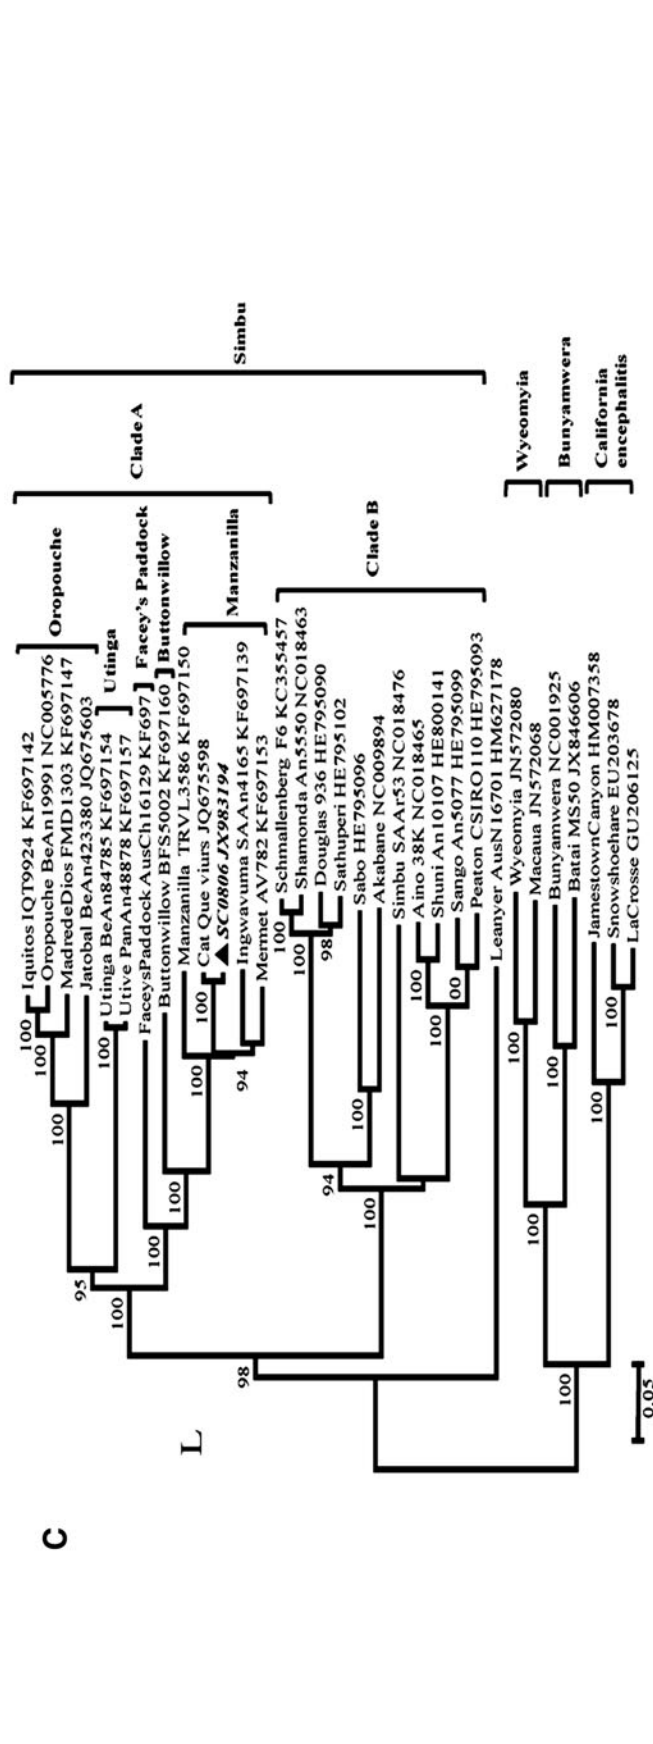 C
L
Iquitos IQT9924 KF697142
Oropouche BeAn19991 NC005776
MadredeDios FMD1303 KF697147
Jatobal BeAn423380 JQ675603
Utinga BeAn84785 KF697154
Utive PanAn48878 KF697157
FaceysPaddock AusCh16129 KF697
Buttonwillow BFS5002 KF697160
Manzanilla TRVL3586 KF697150
Cat Que viurs JQ675598
SC0806 JX983194
Ingwavuma SAAn4165 KF697139
Mermet AV782 KF697153
Schmallenberg F6 KC355457
Shamonda An5550 NC018463
Douglas 936 HE795090
Sathuperi HE795102
Sabo HE795096
Akabane NC009894
Simbu SAAr53 NC018476
Aino 38K NC018465
Shuni An10107 HE800141
Sango An5077 HE795099
Peaton CSIRO110 HE795093
Leanyer AusN16701 HM627178
Wyeomyia JN572080
Macaua JN572068
Bunyamwera NC001925
Batai MS50 JX846606
JamestownCanyon HM007358
Snowshoehare EU203678
LaCrosse GU206125
Oropouche
Utinga
Facey's Paddock
Buttonwillow
Manzanilla
Clade A
Clade B
Simbu
Wyeomyia
Bunyamwera
California
encephalitis
100
100
100
95
100
100
100
100
100
100
94
98
100
100
98
100
94
100
100
100
00
100
100
100
100
100
100
0.05